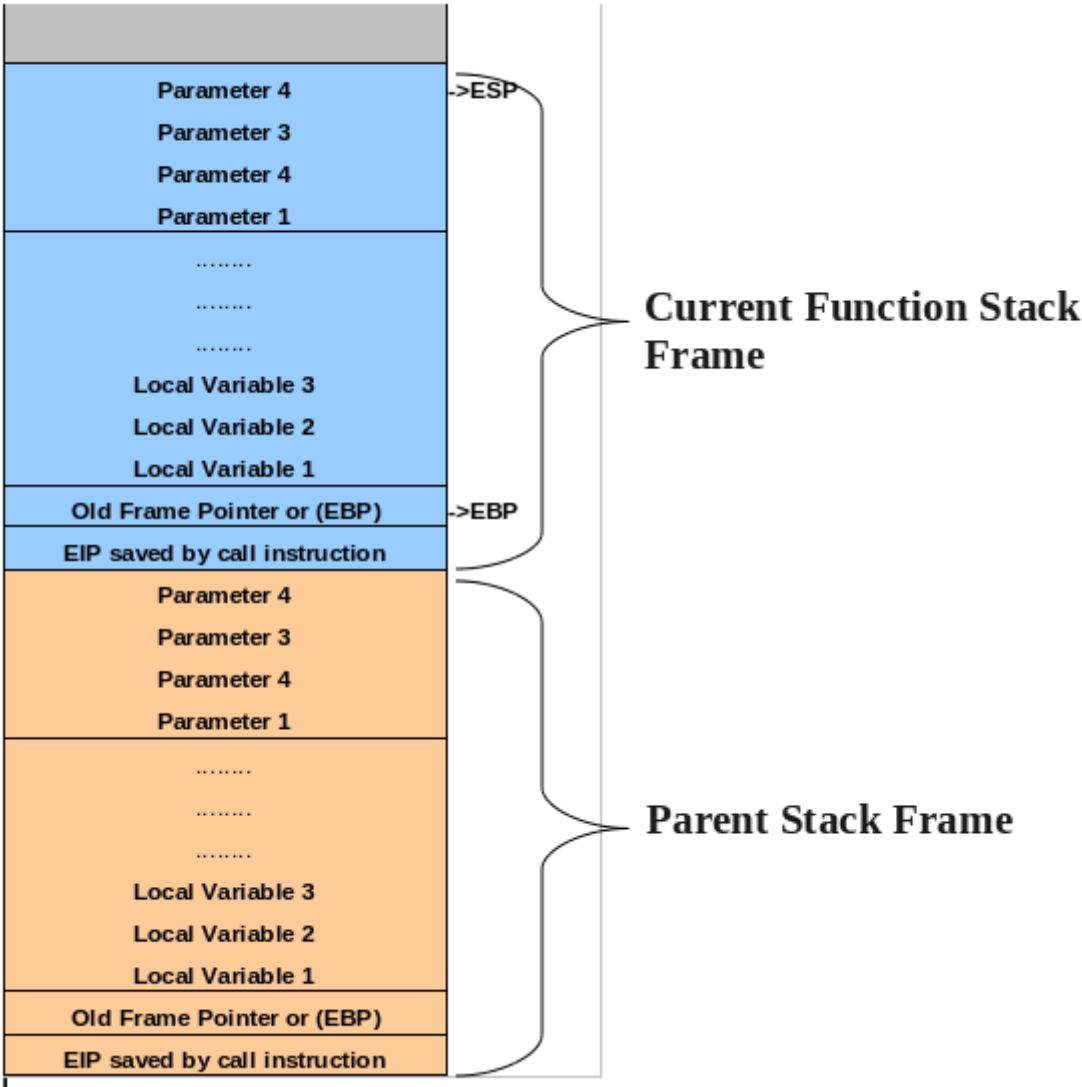 Parameter 4
->ESP
Parameter 3
Parameter 4
Parameter 1
........
........
........
Local Variable 3
Local Variable 2
Local Variable 1
Old Frame Pointer or (EBP)
->EBP
EIP saved by call instruction
Current Function Stack
Frame
Parameter 4
Parameter 3
Parameter 4
Parameter 1
........
........
........
Local Variable 3
Local Variable 2
Local Variable 1
Old Frame Pointer or (EBP)
EIP saved by call instruction
Parent Stack Frame